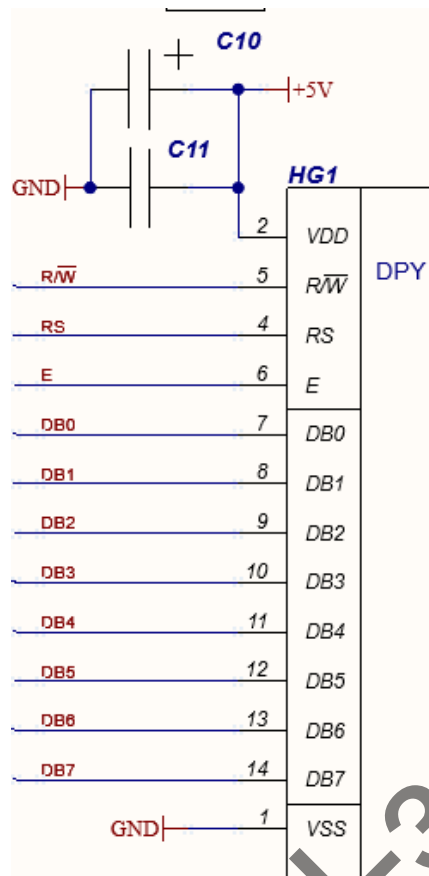 C10
+5V
C11
GND
HG1
2 VDD
DPY
R/W̅ 5 R/W̅
RS 4 RS
E 6 E
DB0 7 DB0
DB1 8 DB1
DB2 9 DB2
DB3 10 DB3
DB4 11 DB4
DB5 12 DB5
DB6 13 DB6
DB7 14 DB7
GND 1 VSS